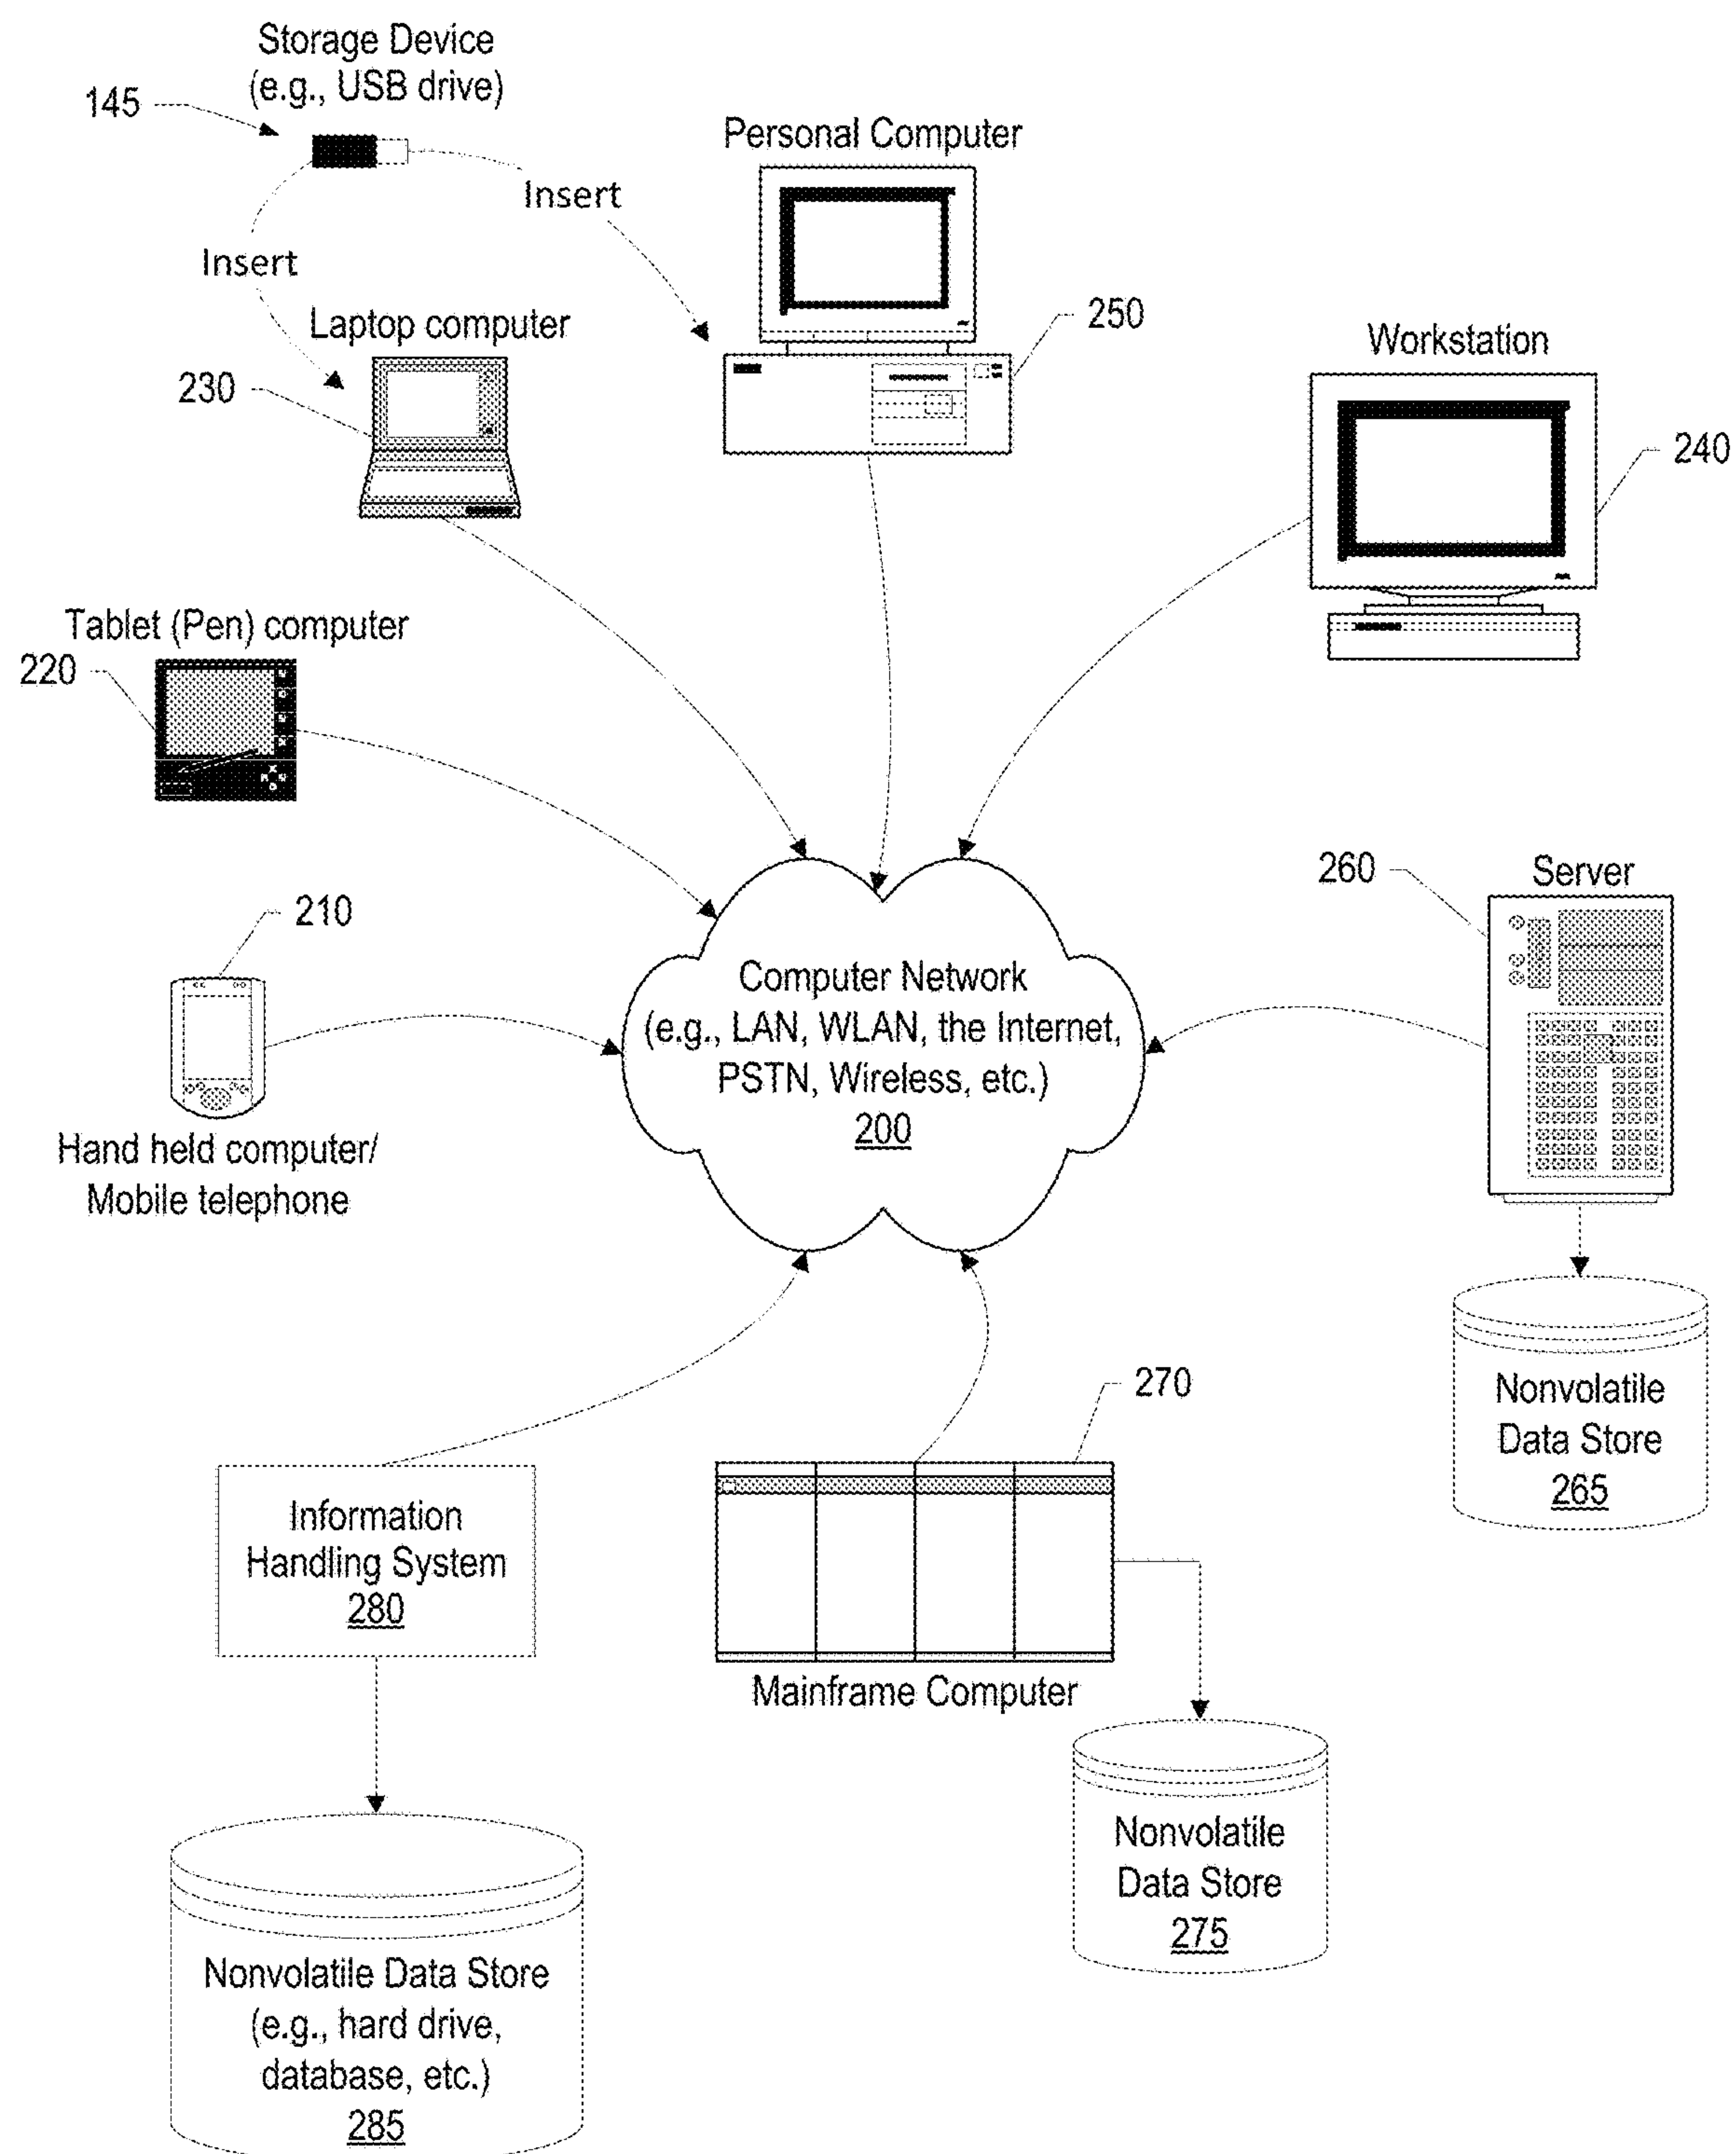 Storage Device
(e.g., USB drive)
145
Insert
Insert
Personal Computer
250
Laptop computer
230
Workstation
240
Tablet (Pen) computer
220
210
Hand held computer/
Mobile telephone
Computer Network
(e.g., LAN, WLAN, the Internet,
PSTN, Wireless, etc.)
200
260
Server
Nonvolatile
Data Store
265
270
Mainframe Computer
Nonvolatile
Data Store
275
Information
Handling System
280
Nonvolatile Data Store
(e.g., hard drive,
database, etc.)
285